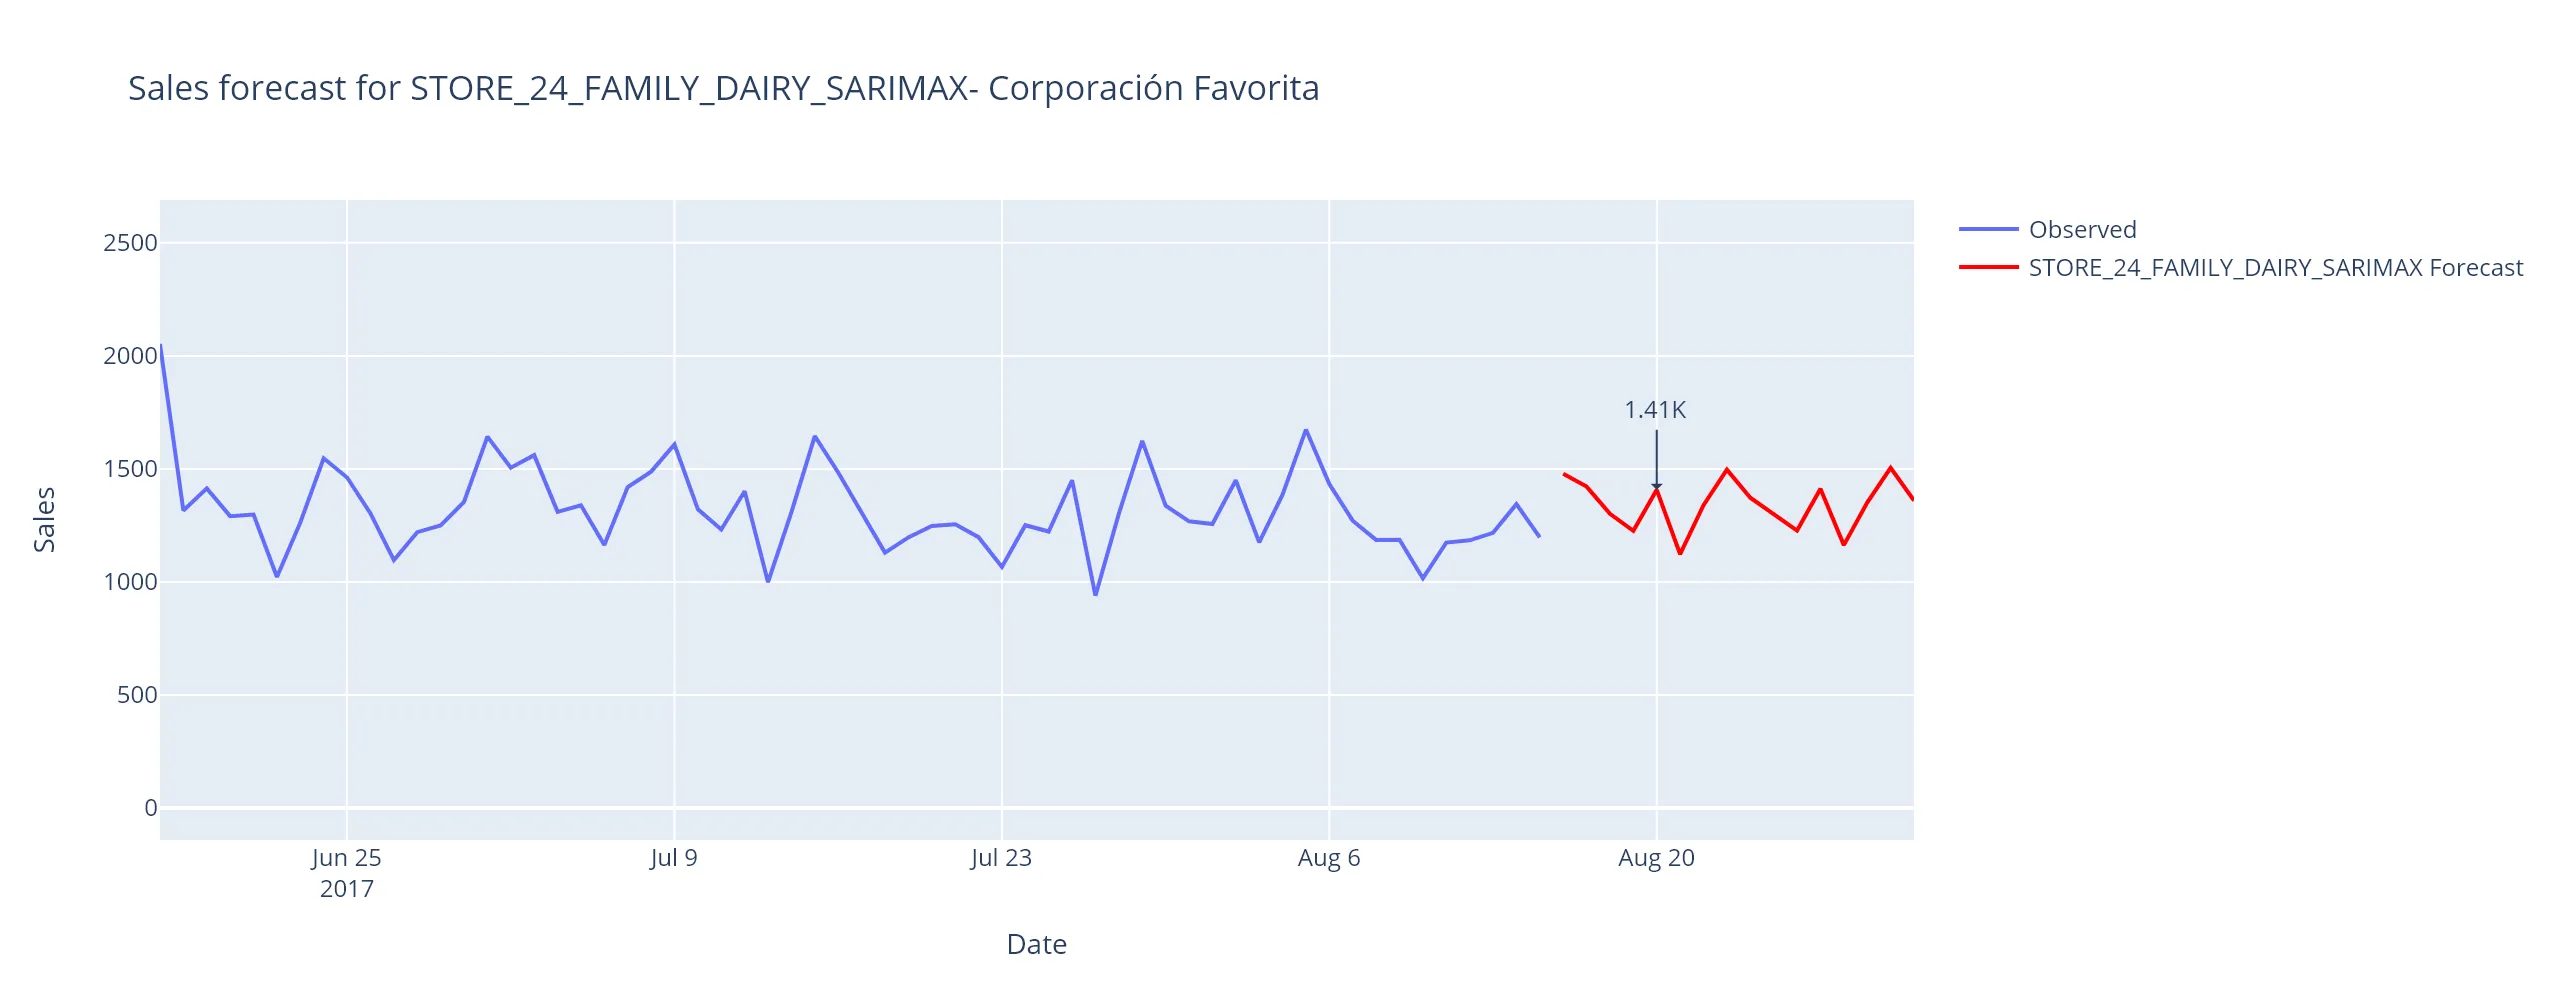 Sales forecast for STORE_24_FAMILY_DAIRY_SARIMAX- Corporación Favorita
Observed
STORE_24_FAMILY_DAIRY_SARIMAX Forecast
2500
2000
1500
1000
500
0
Sales
1.41K
Jun 25
2017
Jul 9
Jul 23
Aug 6
Aug 20
Date